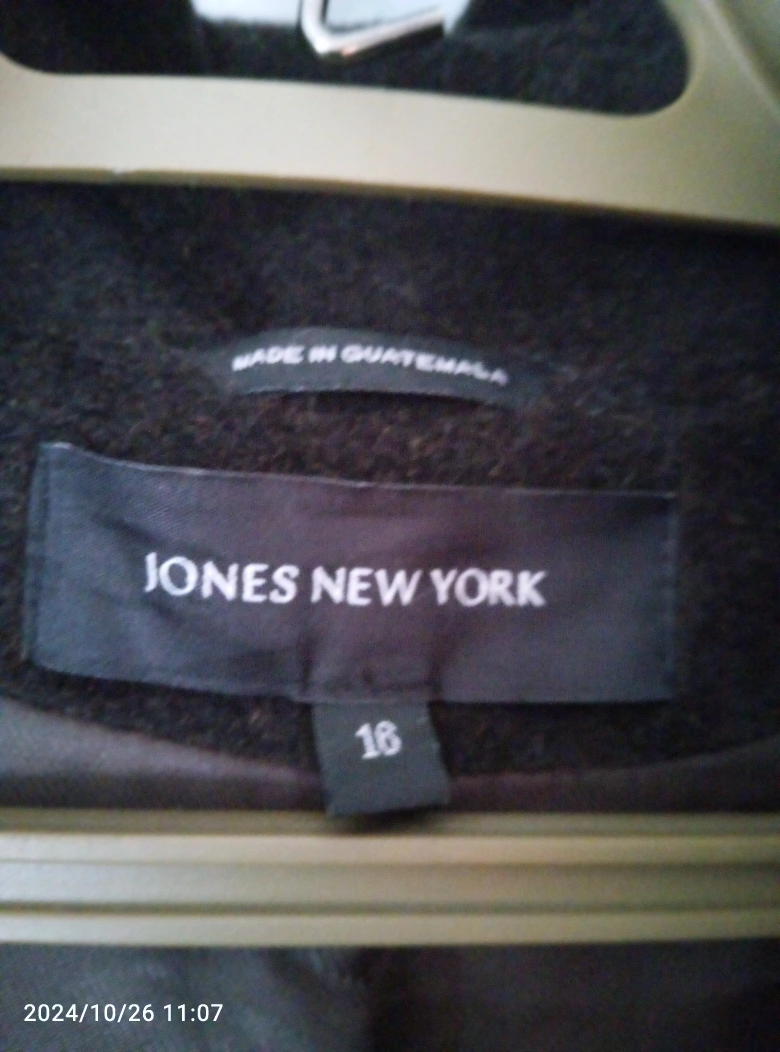 MADE IN GUATEMALA
JONES NEW YORK
16
2024/10/26 11:07